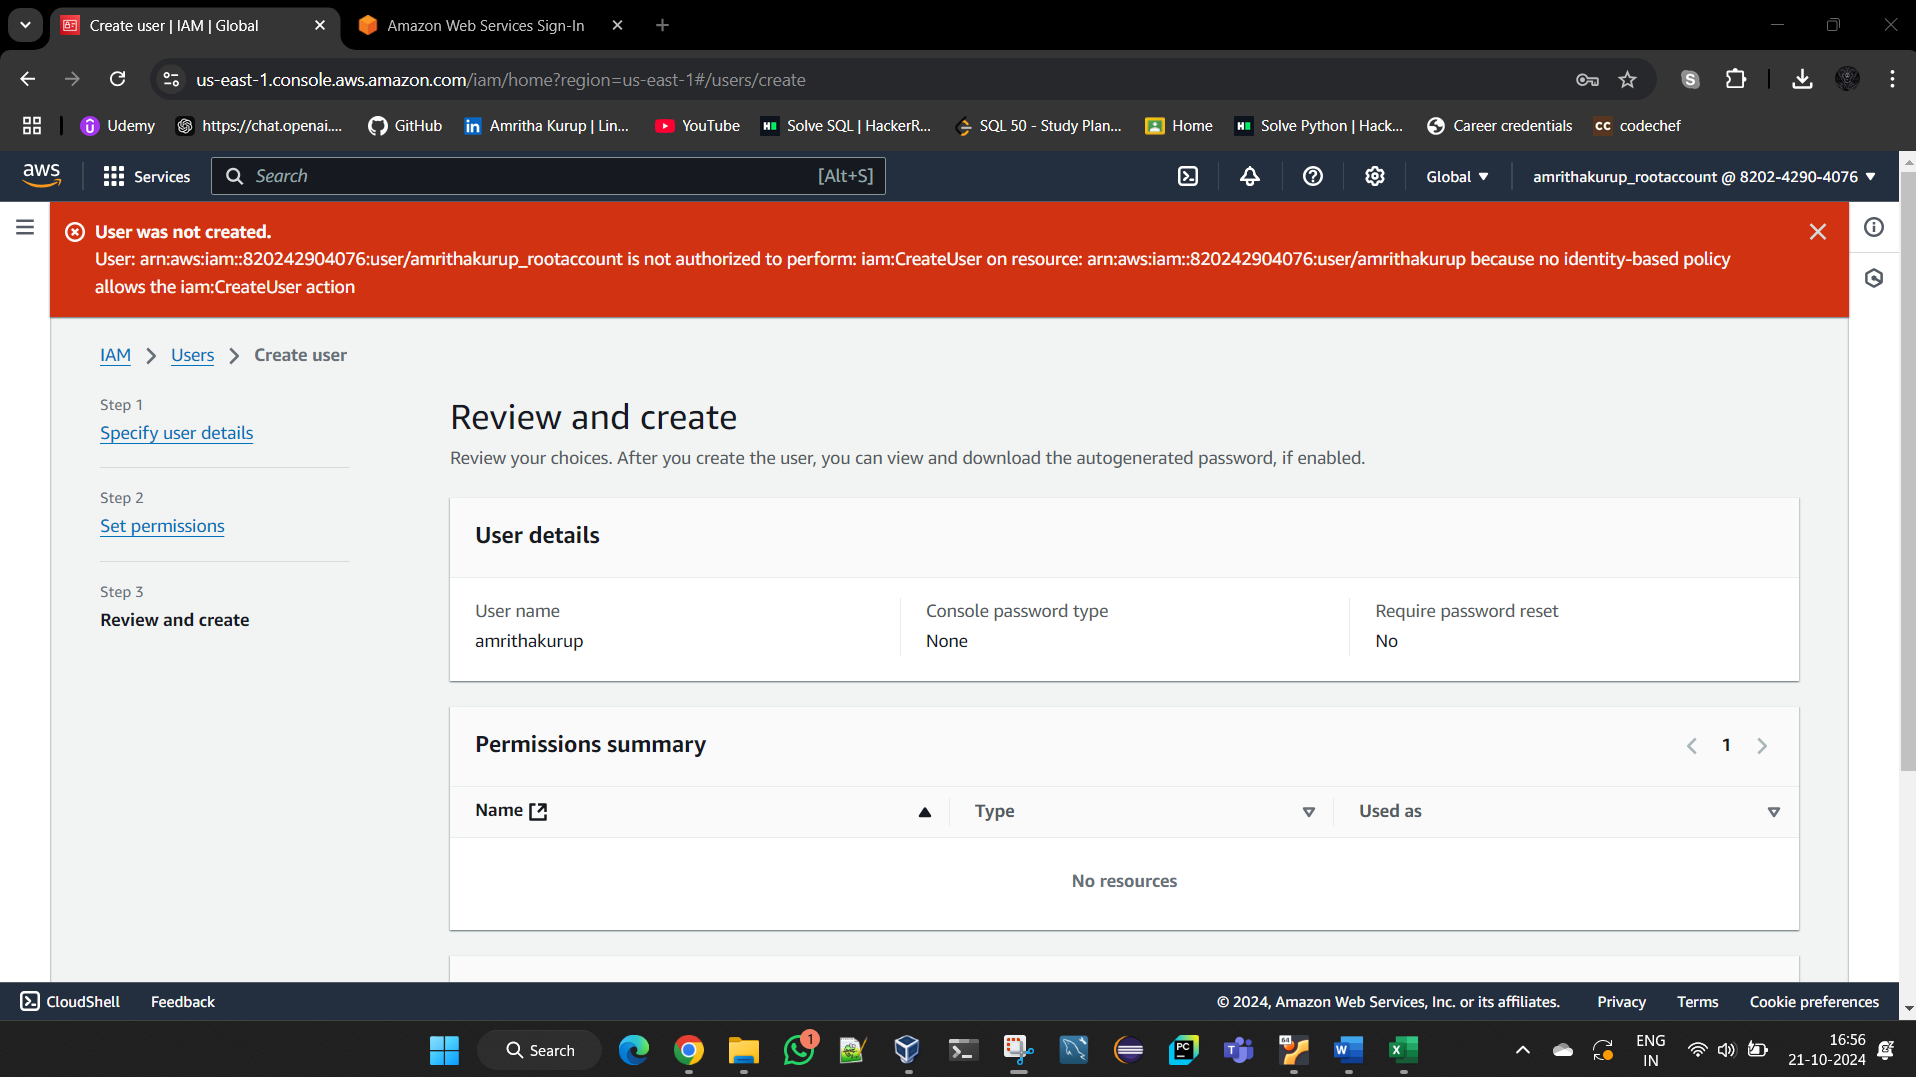 Create user | IAM | Global
Amazon Web Services Sign-In
us-east-1.console.aws.amazon.com/iam/home?region=us-east-1#/users/create
Udemy
https://chat.openai....
GitHub
Amritha Kurup | Lin...
YouTube
Solve SQL | HackerR...
SQL 50 - Study Plan...
Home
Solve Python | Hack...
Career credentials
codechef
aws
Services
Search
[Alt+S]
Global
amrithakurup_rootaccount @ 8202-4290-4076
User was not created.
User: arn:aws:iam::820242904076:user/amrithakurup_rootaccount is not authorized to perform: iam:CreateUser on resource: arn:aws:iam::820242904076:user/amrithakurup because no identity-based policy
allows the iam:CreateUser action
IAM
Users
Create user
Step 1
Specify user details
Step 2
Set permissions
Step 3
Review and create
Review and create
Review your choices. After you create the user, you can view and download the autogenerated password, if enabled.
User details
User name
amrithakurup
Console password type
None
Require password reset
No
Permissions summary
1
Name
Type
Used as
No resources
CloudShell
Feedback
© 2024, Amazon Web Services, Inc. or its affiliates.
Privacy
Terms
Cookie preferences
Search
1
ENG
IN
16:56
21-10-2024